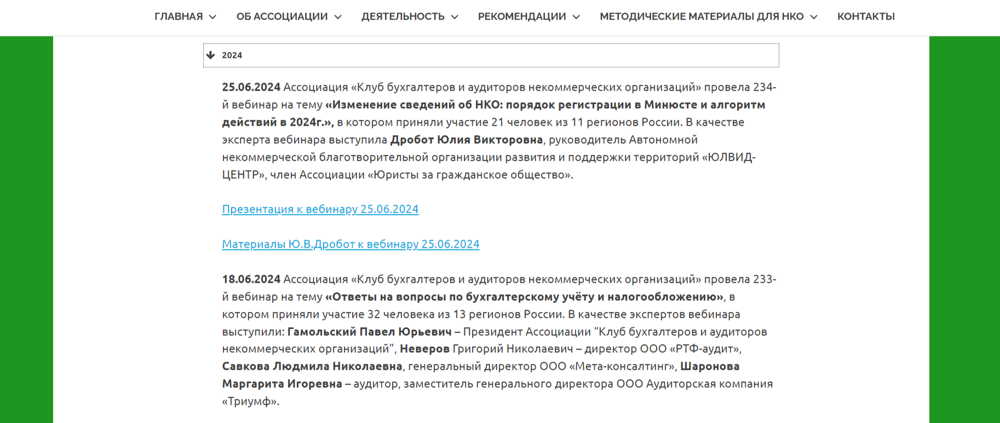 ГЛАВНАЯ ОБ АССОЦИАЦИИ ДЕЯТЕЛЬНОСТЬ РЕКОМЕНДАЦИИ МЕТОДИЧЕСКИЕ МАТЕРИАЛЫ ДЛЯ НКО КОНТАКТЫ
2024
25.06.2024 Ассоциация «Клуб бухгалтеров и аудиторов некоммерческих организаций» провела 234-
й вебинар на тему «Изменение сведений об НКО: порядок регистрации в Минюсте и алгоритм
действий в 2024г.», в котором приняли участие 21 человек из 11 регионов России. В качестве
эксперта вебинара выступила Дробот Юлия Викторовна, руководитель Автономной
некоммерческой благотворительной организации развития и поддержки территорий «ЮЛВИД-
ЦЕНТР», член Ассоциации «Юристы за гражданское общество».
Презентация к вебинару 25.06.2024
Материалы Ю.В.Дробот к вебинару 25.06.2024
18.06.2024 Ассоциация «Клуб бухгалтеров и аудиторов некоммерческих организаций» провела 233-
й вебинар на тему «Ответы на вопросы по бухгалтерскому учёту и налогообложению», в
котором приняли участие 32 человека из 13 регионов России. В качестве экспертов вебинара
выступили: Гамольский Павел Юрьевич – Президент Ассоциации “Клуб бухгалтеров и аудиторов
некоммерческих организаций”, Неверов Григорий Николаевич – директор ООО «РТФ-аудит»,
Савкова Людмила Николаевна, генеральный директор ООО «Мета-консалтинг», Шаронова
Маргарита Игоревна – аудитор, заместитель генерального директора ООО Аудиторская компания
«Триумф».